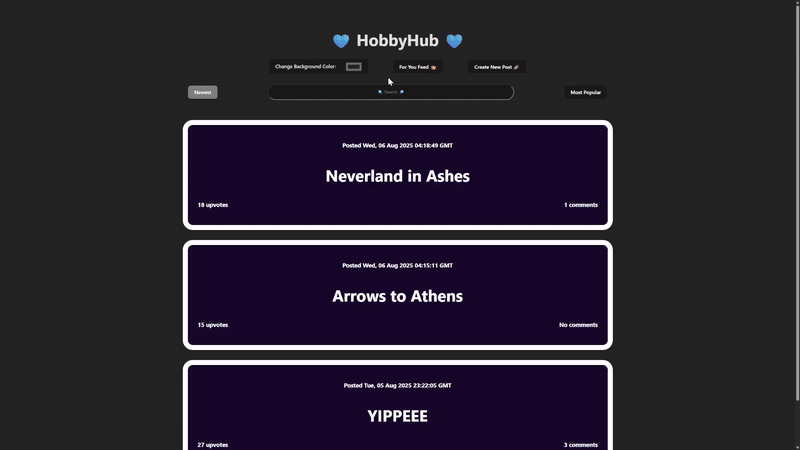 HobbyHub
Change Background Color:
For You Feed
Create New Post
Newest
Search
Most Popular
Posted Wed, 06 Aug 2025 04:18:49 GMT
Neverland in Ashes
18 upvotes
1 comments
Posted Wed, 06 Aug 2025 04:15:11 GMT
Arrows to Athens
15 upvotes
No comments
Posted Tue, 05 Aug 2025 23:22:05 GMT
YIPPEEE
27 upvotes
3 comments